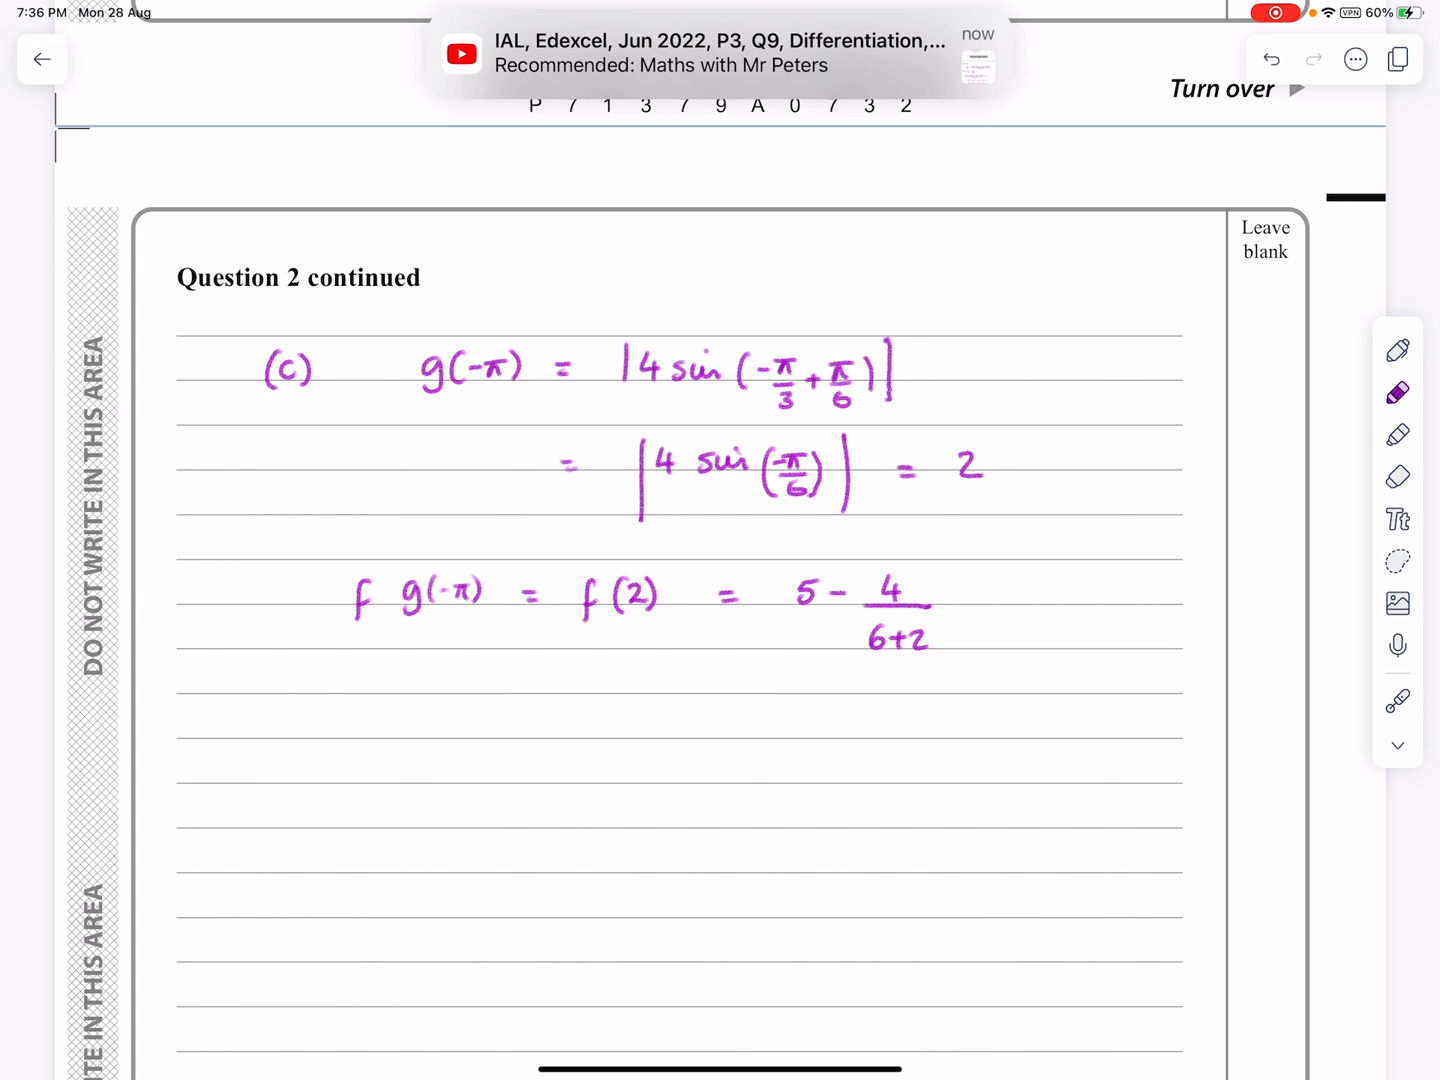 7:36 PM Mon 28 Aug
VPN 60%
IAL, Edexcel, Jun 2022, P3, Q9, Differentiation,... now
Recommended: Maths with Mr Peters
Turn over
P 7 1 3 7 9 A 0 7 3 2
Leave
blank
Question 2 continued
(c) g(-π) = |4 sin (-π/3 + π/6)|
= |4 sin (-π/6)| = 2
f g(-π) = f(2) = 5 - 4/(6+2)
DO NOT WRITE IN THIS AREA
ITE IN THIS AREA
Tt